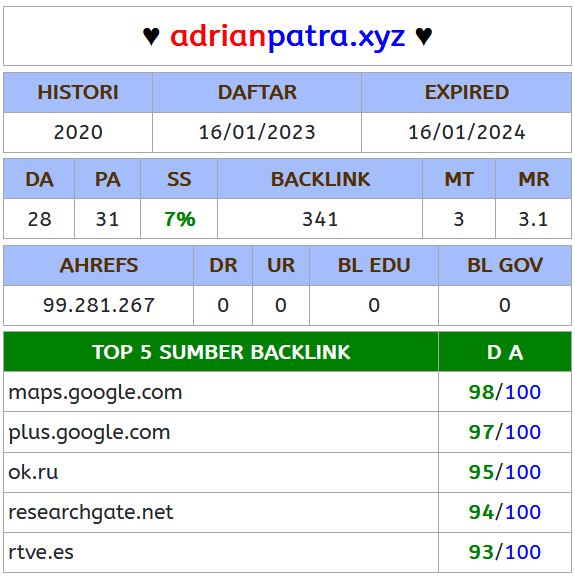 ♥ adrianpatra.xyz ♥
HISTORI DAFTAR EXPIRED
2020 16/01/2023 16/01/2024
DA PA SS BACKLINK MT MR
28 31 7% 341 3 3.1
AHREFS DR UR BL EDU BL GOV
99.281.267 0 0 0 0
TOP 5 SUMBER BACKLINK D A
maps.google.com 98/100
plus.google.com 97/100
ok.ru 95/100
researchgate.net 94/100
rtve.es 93/100